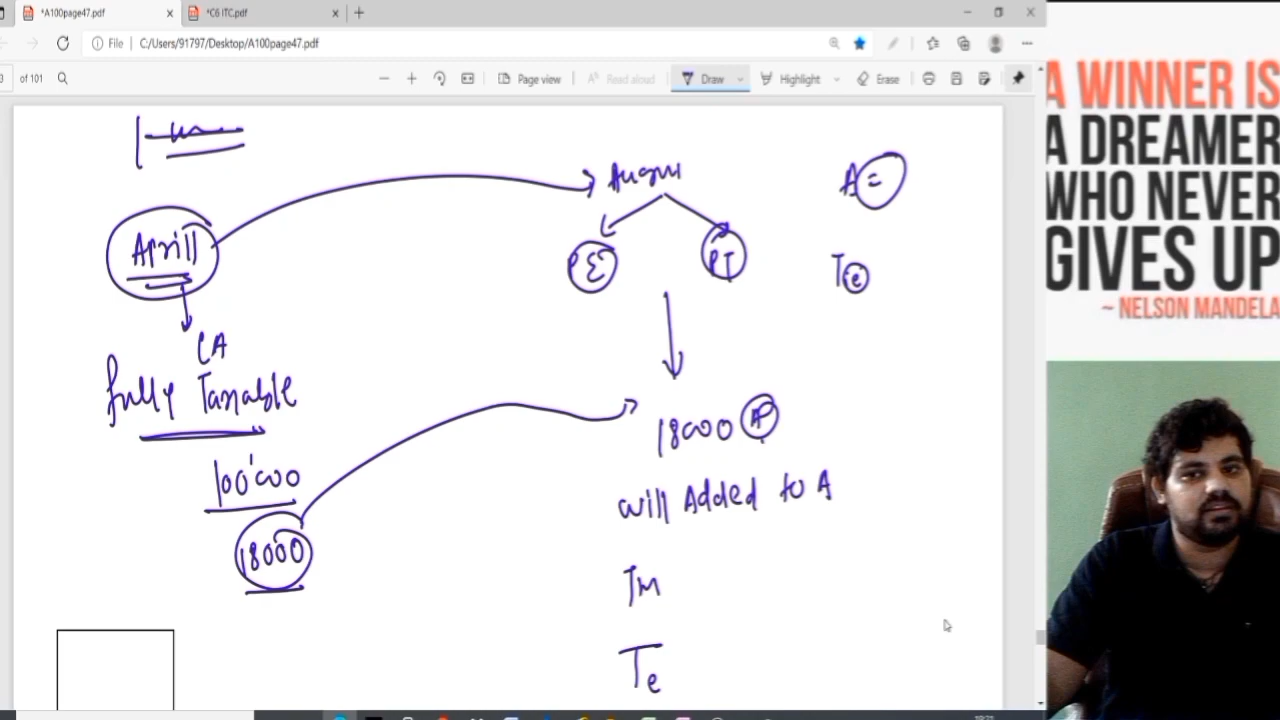 *A100page47.pdf
*C6 ITC.pdf
File C:/Users/91797/Desktop/A100page47.pdf
of 101
Page view
Read aloud
Draw
Highlight
Erase
Aprill
CA
fully Taxable
100'000
18000
PE
PT
18000 A
will Added to A
Tm
Te
A =
Te
A WINNER IS
A DREAMER
WHO NEVER
GIVES UP
~ NELSON MANDELA